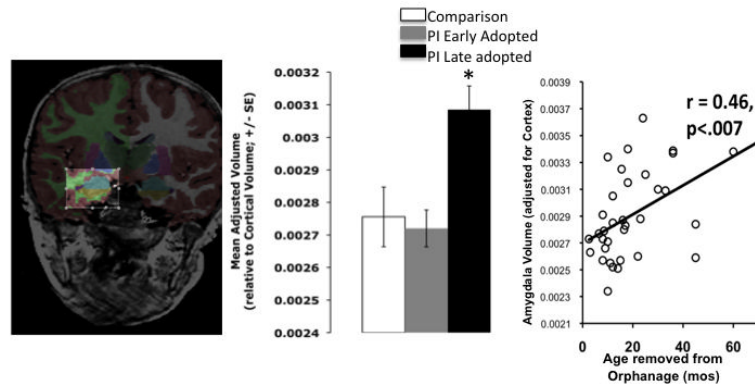 Comparison
PI Early Adopted
PI Late adopted
Mean Adjusted Volume
(relative to Cortical Volume; +/- SE)
0.0032
0.0031
0.003
0.0029
0.0028
0.0027
0.0026
0.0025
0.0024
*
Amygdala Volume (adjusted for Cortex)
0.0039
0.0037
0.0035
0.0033
0.0031
0.0029
0.0027
0.0025
0.0023
0.0021
r = 0.46,
p<.007
0 20 40 60
Age removed from
Orphanage (mos)